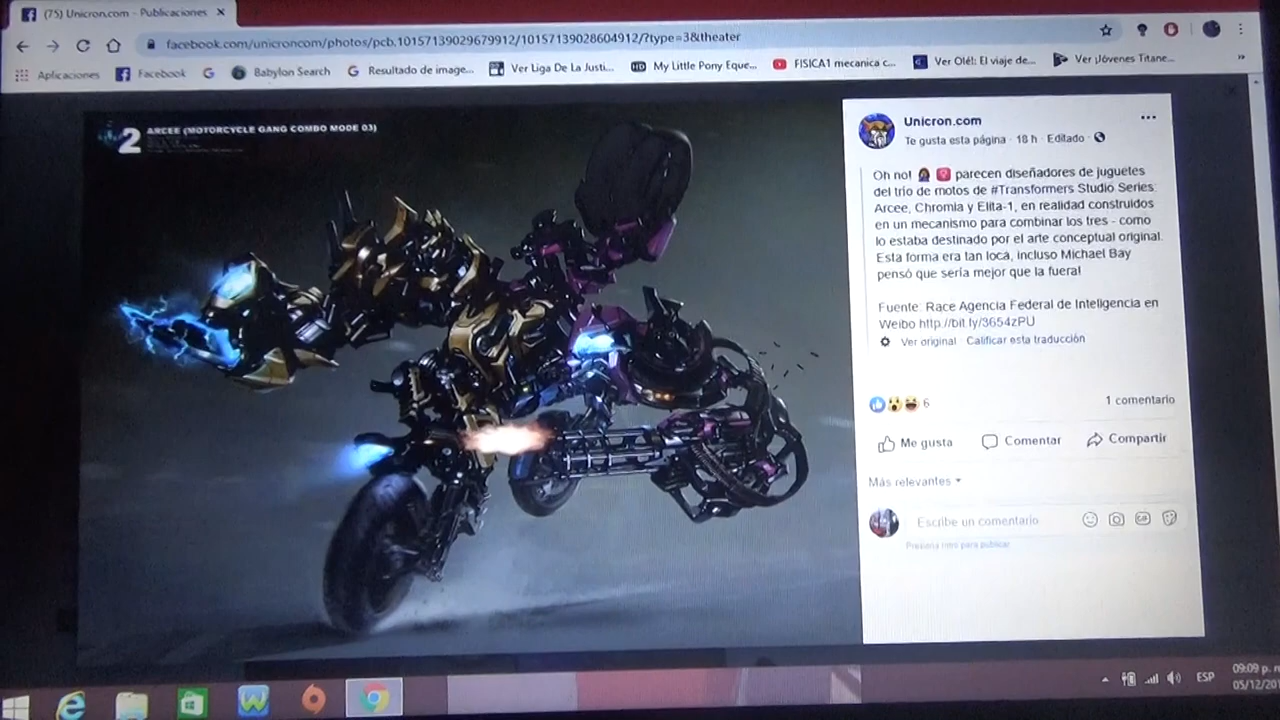 (75) Unicron.com - Publicaciones
facebook.com/unicroncom/photos/pcb.10157139029679912/10157139028604912/?type=3&theater
Aplicaciones Facebook Babylon Search Resultado de image... Ver Liga De La Justi... My Little Pony Eque... FISICA1 mecanica c... Ver Olé!: El viaje de... Ver ¡Jóvenes Titane... »
2 ARCEE (MOTORCYCLE GANG COMBO MODE 03)
Unicron.com
Te gusta esta página · 18 h · Editado ·
Oh no! parecen diseñadores de juguetes
del trio de motos de #Transformers Studio Series:
Arcee, Chromia y Elita-1, en realidad construidos
en un mecanismo para combinar los tres - como
lo estaba destinado por el arte conceptual original.
Esta forma era tan loca, incluso Michael Bay
pensó que sería mejor que la fuera!
Fuente: Race Agencia Federal de Inteligencia en
Weibo http://bit.ly/3654zPU
Ver original · Calificar esta traducción
6 1 comentario
Me gusta Comentar Compartir
Más relevantes
Escribe un comentario
Presiona Intro para publicar.
ESP
09:09 p.
05/12/20